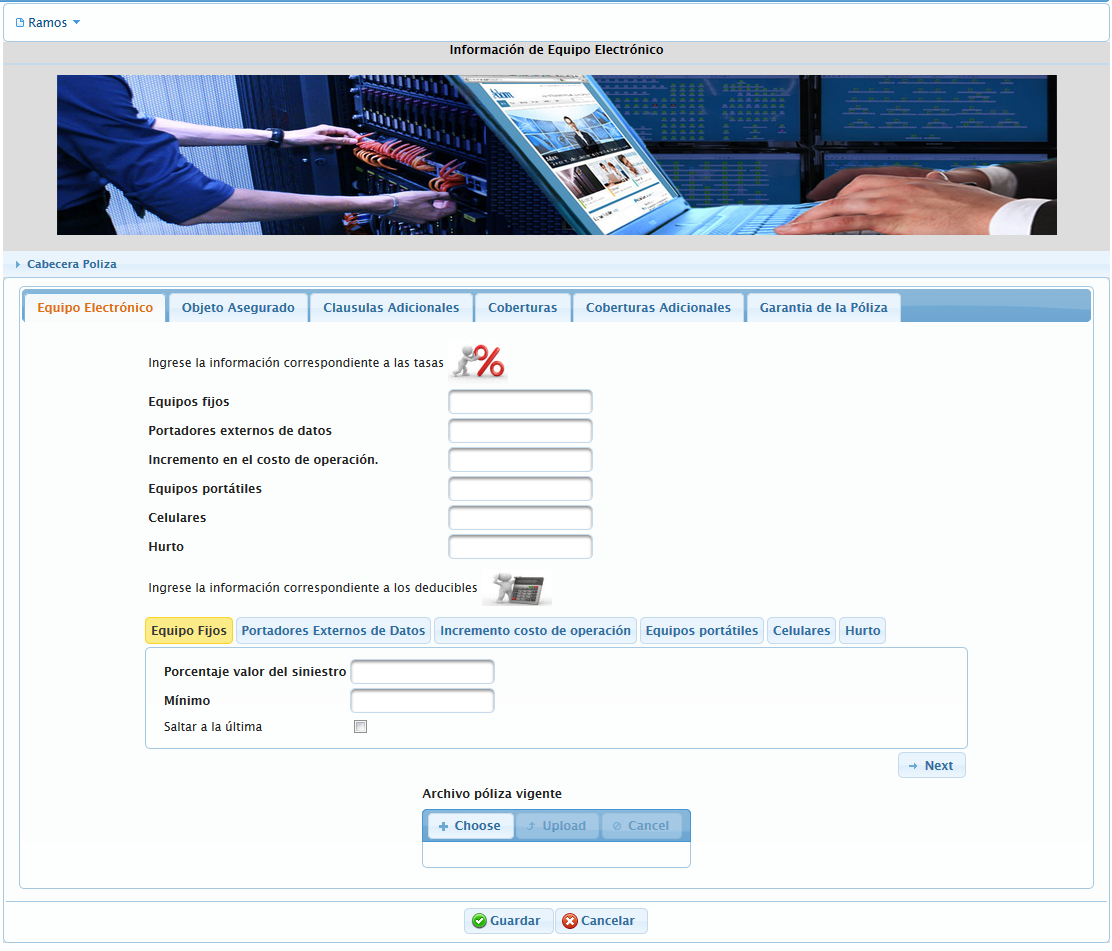 Ramos
Información de Equipo Electrónico
Cabecera Poliza
Equipo Electrónico Objeto Asegurado Clausulas Adicionales Coberturas Coberturas Adicionales Garantia de la Póliza
Ingrese la información correspondiente a las tasas %
Equipos fijos
Portadores externos de datos
Incremento en el costo de operación.
Equipos portátiles
Celulares
Hurto
Ingrese la información correspondiente a los deducibles
Equipo Fijos Portadores Externos de Datos Incremento costo de operación Equipos portátiles Celulares Hurto
Porcentaje valor del siniestro
Mínimo
Saltar a la última
Next
Archivo póliza vigente
Choose Upload Cancel
Guardar Cancelar